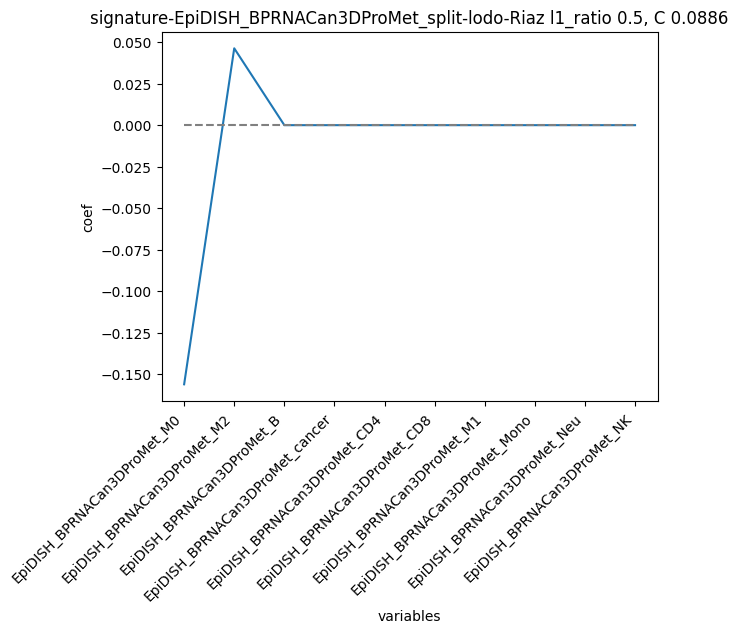 signature-EpiDISH_BPRNACan3DProMet_split-lodo-Riaz l1_ratio 0.5, C 0.0886
0.050
0.025
0.000
−0.025
−0.050
−0.075
−0.100
−0.125
−0.150
coef
EpiDISH_BPRNACan3DProMet_M0
EpiDISH_BPRNACan3DProMet_M2
EpiDISH_BPRNACan3DProMet_B
EpiDISH_BPRNACan3DProMet_cancer
EpiDISH_BPRNACan3DProMet_CD4
EpiDISH_BPRNACan3DProMet_CD8
EpiDISH_BPRNACan3DProMet_M1
EpiDISH_BPRNACan3DProMet_Mono
EpiDISH_BPRNACan3DProMet_Neu
EpiDISH_BPRNACan3DProMet_NK
variables